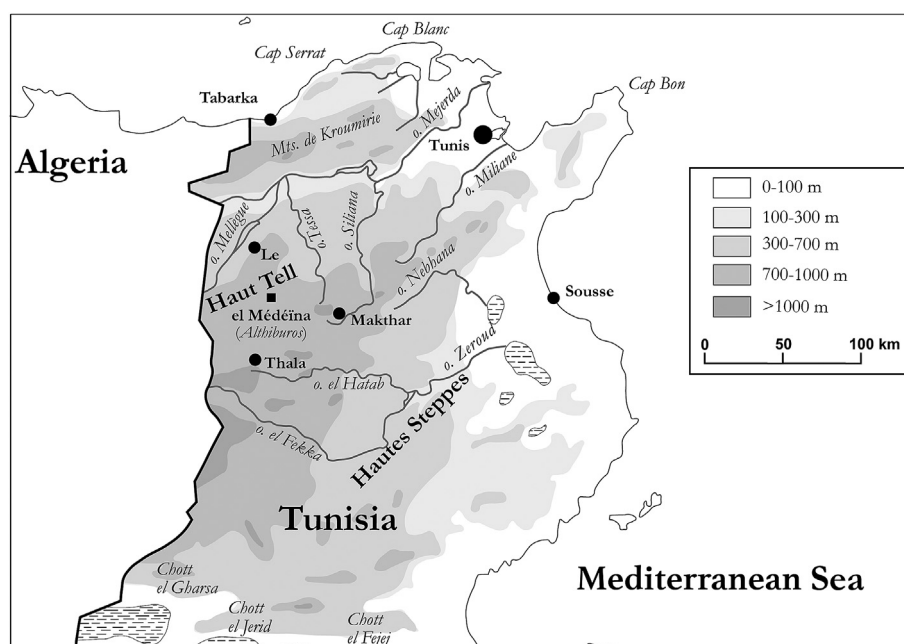 Cap Blanc
Cap Serrat
Cap Bon
Tabarka
o. Mejerda
Mts. de Kroumirie
Tunis
Algeria
o. Miliane
0-100 m
100-300 m
300-700 m
700-1000 m
>1000 m
o. Mellègue
o.Tessa
o. Siliana
Le
o. Nebhana
Haut Tell
el Médéïna
(Althiburos)
Makthar
Sousse
0 50 100 km
Thala
o. Zeroud
o. el Hatab
Hautes Steppes
o. el Fekka
Tunisia
Chott
el Gharsa
Mediterranean Sea
Chott
el Jerid
Chott
el Fejej